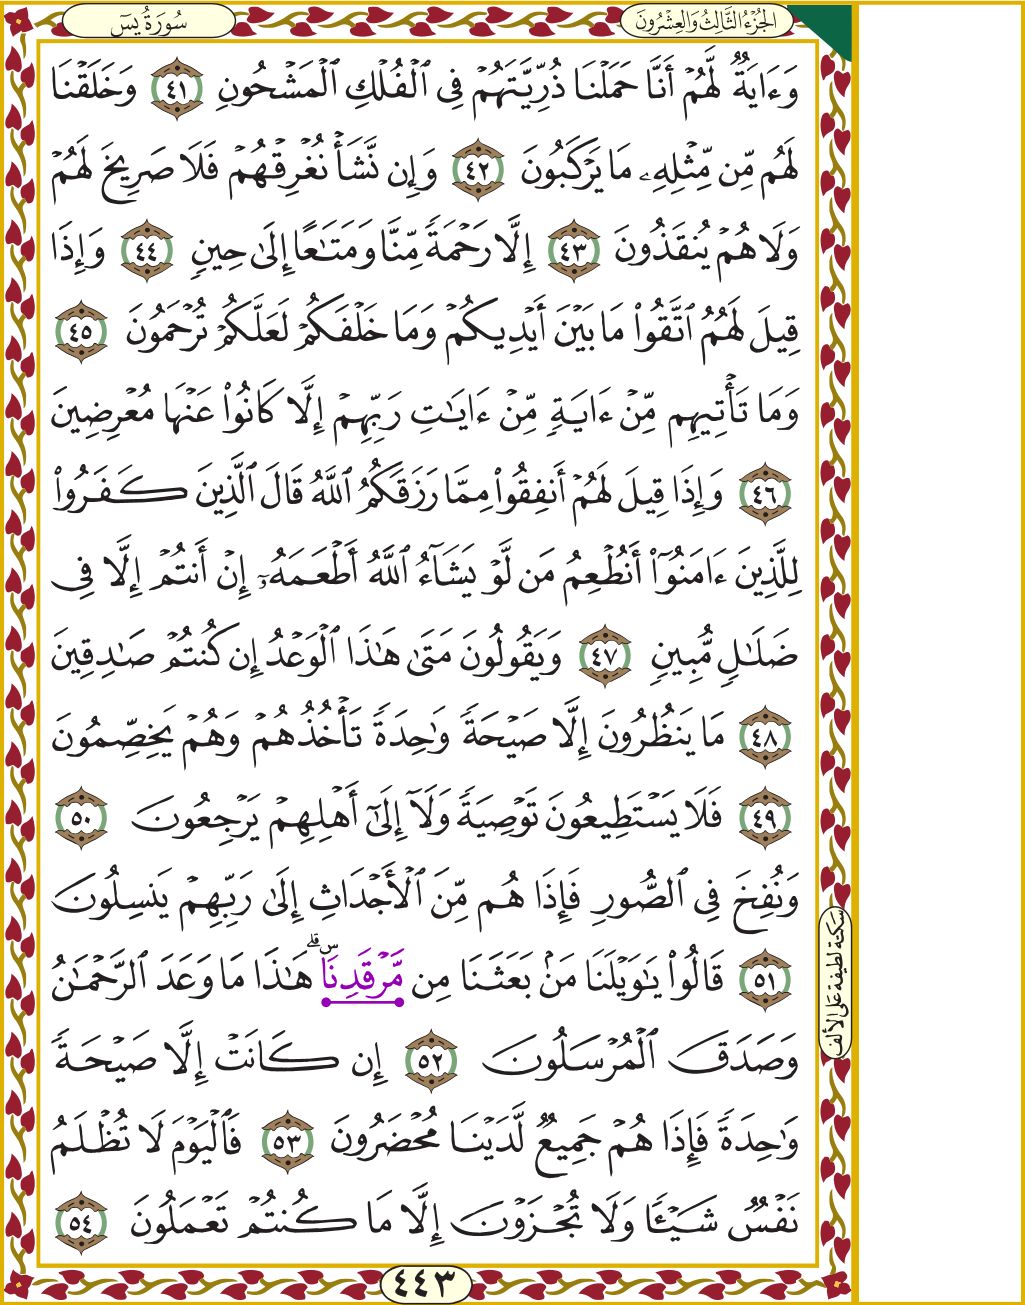 سُورَةُ يسٓ
الجُزْءُ الثَّالِثُ وَالعِشْرُونَ
وَءَايَةٌ لَّهُمْ أَنَّا حَمَلْنَا ذُرِّيَّتَهُمْ فِي ٱلْفُلْكِ ٱلْمَشْحُونِ ٤١ وَخَلَقْنَا
لَهُم مِّن مِّثْلِهِۦ مَا يَرْكَبُونَ ٤٢ وَإِن نَّشَأْ نُغْرِقْهُمْ فَلَا صَرِيخَ لَهُمْ
وَلَا هُمْ يُنقَذُونَ ٤٣ إِلَّا رَحْمَةً مِّنَّا وَمَتَٰعًا إِلَىٰ حِينٍ ٤٤ وَإِذَا
قِيلَ لَهُمُ ٱتَّقُوا۟ مَا بَيْنَ أَيْدِيكُمْ وَمَا خَلْفَكُمْ لَعَلَّكُمْ تُرْحَمُونَ ٤٥
وَمَا تَأْتِيهِم مِّنْ ءَايَةٍ مِّنْ ءَايَٰتِ رَبِّهِمْ إِلَّا كَانُوا۟ عَنْهَا مُعْرِضِينَ
٤٦ وَإِذَا قِيلَ لَهُمْ أَنفِقُوا۟ مِمَّا رَزَقَكُمُ ٱللَّهُ قَالَ ٱلَّذِينَ كَفَرُوا۟
لِلَّذِينَ ءَامَنُوٓا۟ أَنُطْعِمُ مَن لَّوْ يَشَآءُ ٱللَّهُ أَطْعَمَهُۥٓ إِنْ أَنتُمْ إِلَّا فِي
ضَلَٰلٍ مُّبِينٍ ٤٧ وَيَقُولُونَ مَتَىٰ هَٰذَا ٱلْوَعْدُ إِن كُنتُمْ صَٰدِقِينَ
٤٨ مَا يَنظُرُونَ إِلَّا صَيْحَةً وَٰحِدَةً تَأْخُذُهُمْ وَهُمْ يَخِصِّمُونَ
٤٩ فَلَا يَسْتَطِيعُونَ تَوْصِيَةً وَلَآ إِلَىٰٓ أَهْلِهِمْ يَرْجِعُونَ ٥٠
وَنُفِخَ فِي ٱلصُّورِ فَإِذَا هُم مِّنَ ٱلْأَجْدَاثِ إِلَىٰ رَبِّهِمْ يَنسِلُونَ
٥١ قَالُوا۟ يَٰوَيْلَنَا مَنۢ بَعَثَنَا مِن مَّرْقَدِنَاۜ ۗ هَٰذَا مَا وَعَدَ ٱلرَّحْمَٰنُ
وَصَدَقَ ٱلْمُرْسَلُونَ ٥٢ إِن كَانَتْ إِلَّا صَيْحَةً
وَٰحِدَةً فَإِذَا هُمْ جَمِيعٌ لَّدَيْنَا مُحْضَرُونَ ٥٣ فَٱلْيَوْمَ لَا تُظْلَمُ
نَفْسٌ شَيْـًٔا وَلَا تُجْزَوْنَ إِلَّا مَا كُنتُمْ تَعْمَلُونَ ٥٤
سَكتَة لَطِيفَة عَلَى الألف
٤٤٣